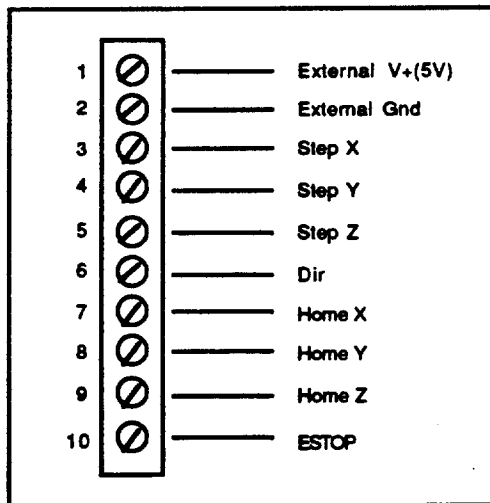 1 External V+(5V)
2 External Gnd
3 Step X
4 Step Y
5 Step Z
6 Dir
7 Home X
8 Home Y
9 Home Z
10 ESTOP